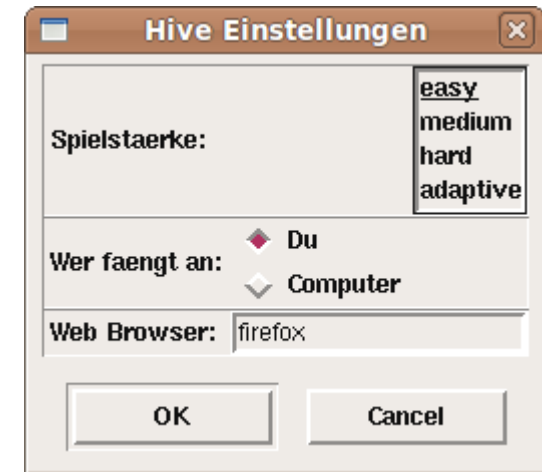 Hive Einstellungen
Spielstaerke:
easy
medium
hard
adaptive
Wer faengt an:
Du
Computer
Web Browser: firefox
OK Cancel